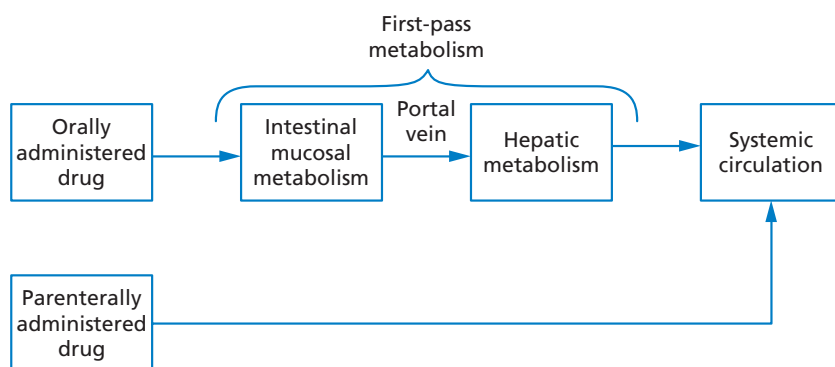 First-pass
metabolism
Orally
administered
drug
Intestinal
mucosal
metabolism
Portal
vein
Hepatic
metabolism
Systemic
circulation
Parenterally
administered
drug